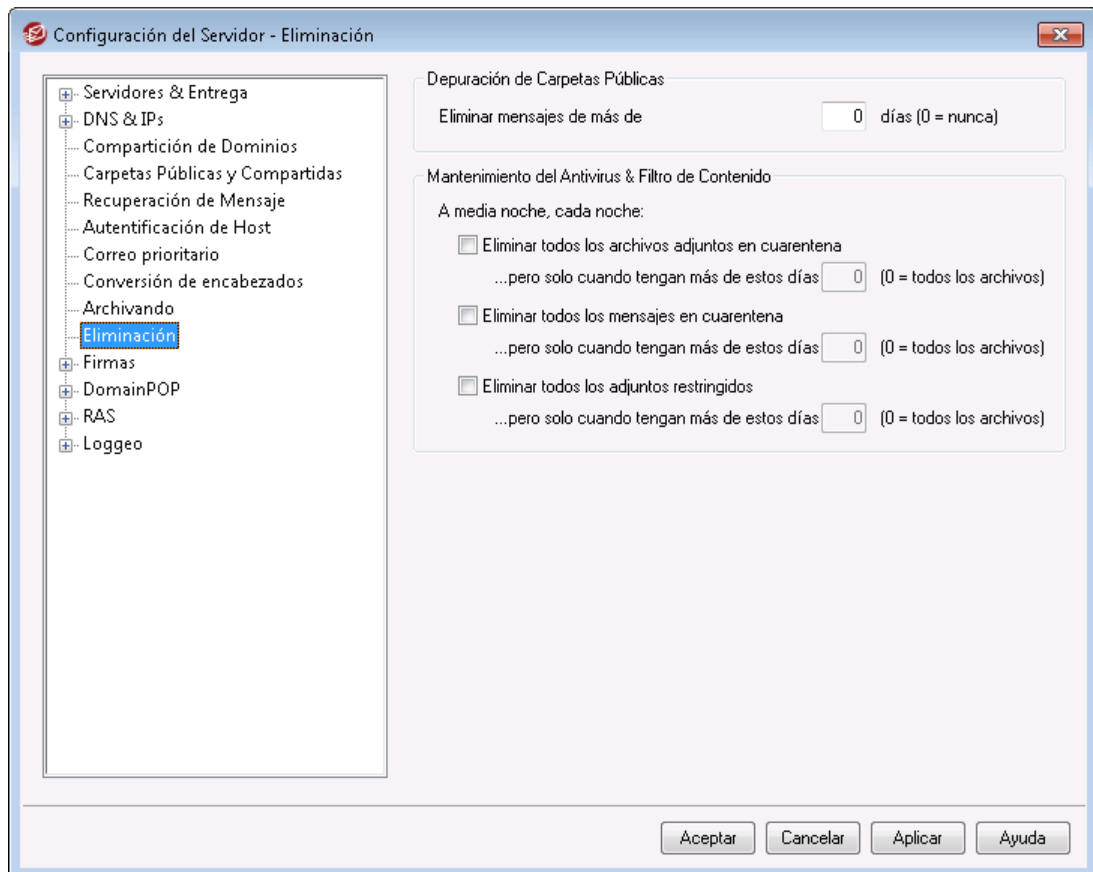 Configuración del Servidor - Eliminación
Servidores & Entrega
DNS & IPs
Compartición de Dominios
Carpetas Públicas y Compartidas
Recuperación de Mensaje
Autentificación de Host
Correo prioritario
Conversión de encabezados
Archivando
Eliminación
Firmas
DomainPOP
RAS
Loggeo
Depuración de Carpetas Públicas
Eliminar mensajes de más de 0 días (0 = nunca)
Mantenimiento del Antivirus & Filtro de Contenido
A media noche, cada noche:
Eliminar todos los archivos adjuntos en cuarentena
...pero solo cuando tengan más de estos días 0 (0 = todos los archivos)
Eliminar todos los mensajes en cuarentena
...pero solo cuando tengan más de estos días 0 (0 = todos los archivos)
Eliminar todos los adjuntos restringidos
...pero solo cuando tengan más de estos días 0 (0 = todos los archivos)
Aceptar Cancelar Aplicar Ayuda